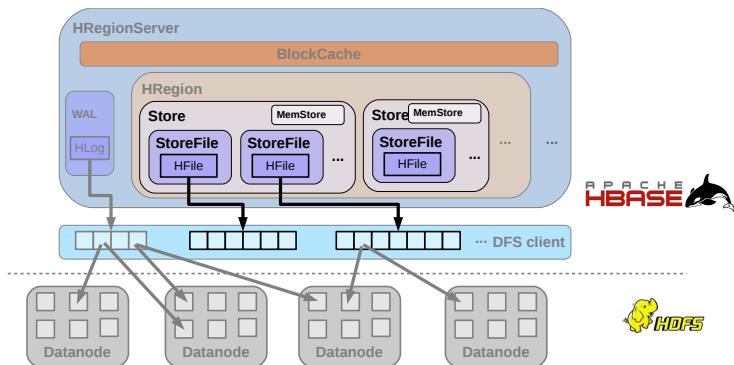 HRegionServer
BlockCache
HRegion
WAL
HLog
Store
MemStore
StoreFile
HFile
StoreFile
HFile
...
Store
MemStore
StoreFile
HFile
...
...
...
APACHE
HBASE
... DFS client
Datanode
Datanode
Datanode
Datanode
HDFS